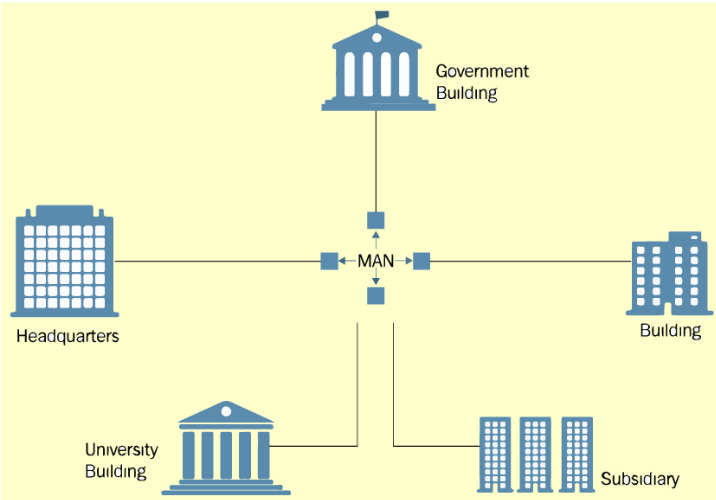 Government
Building
MAN
Headquarters
Building
University
Building
Subsidiary